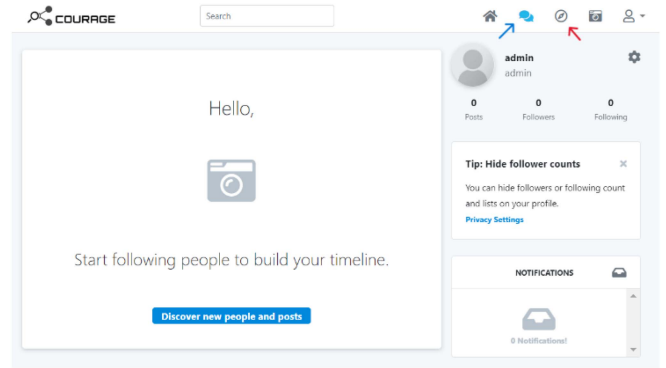 COURAGE
Search
Hello,
Start following people to build your timeline.
Discover new people and posts
admin
admin
0 0 0
Posts Followers Following
Tip: Hide follower counts ×
You can hide followers or following count
and lists on your profile.
Privacy Settings
NOTIFICATIONS
0 Notifications!